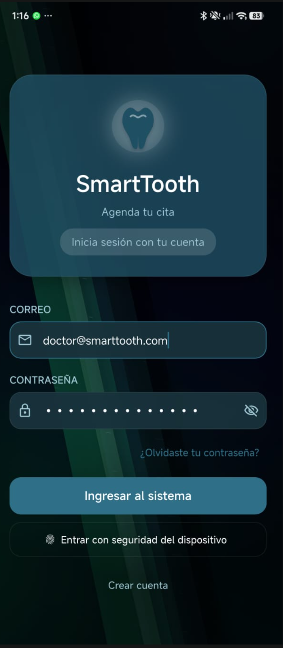 1:16
83
SmartTooth
Agenda tu cita
Inicia sesión con tu cuenta
CORREO
doctor@smarttooth.com
CONTRASEÑA
¿Olvidaste tu contraseña?
Ingresar al sistema
Entrar con seguridad del dispositivo
Crear cuenta